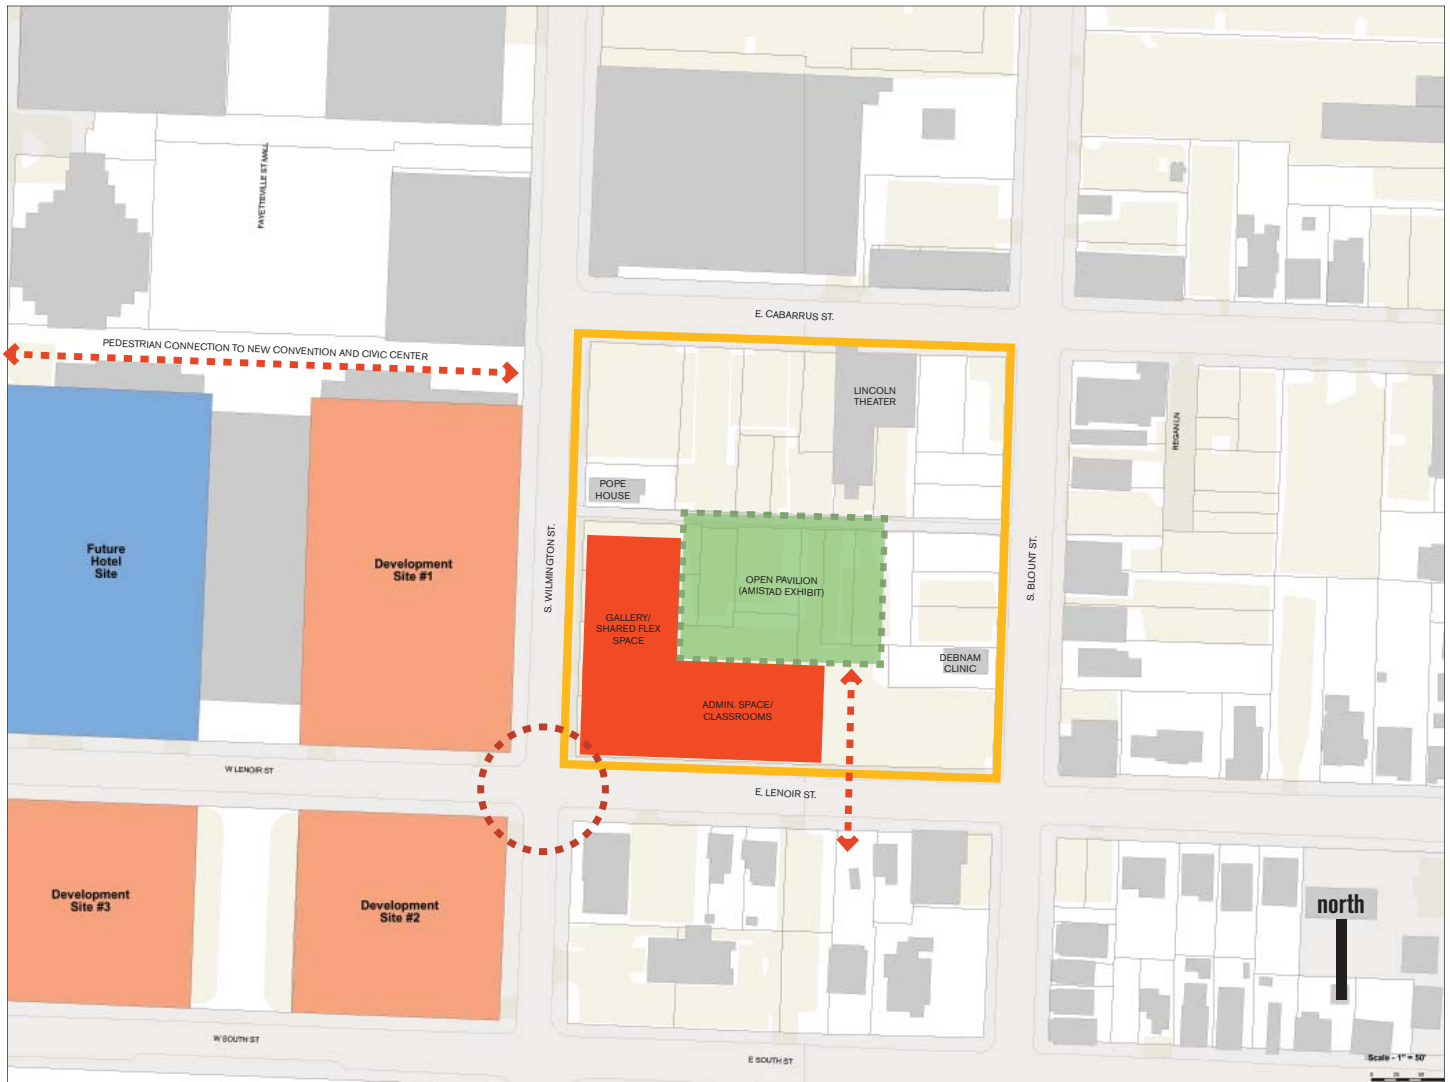 FAYETTEVILLE ST MALL
E. CABARRUS ST.
PEDESTRIAN CONNECTION TO NEW CONVENTION AND CIVIC CENTER
LINCOLN
THEATER
REGAN LN
POPE
HOUSE
S. WILMINGTON ST.
S. BLOUNT ST.
Future
Hotel
Site
Development
Site #1
OPEN PAVILION
(AMISTAD EXHIBIT)
GALLERY/
SHARED FLEX
SPACE
DEBNAM
CLINIC
ADMIN. SPACE/
CLASSROOMS
W LENOIR ST
E. LENOIR ST.
Development
Site #3
Development
Site #2
north
W SOUTH ST
E SOUTH ST
Scale - 1" = 50'